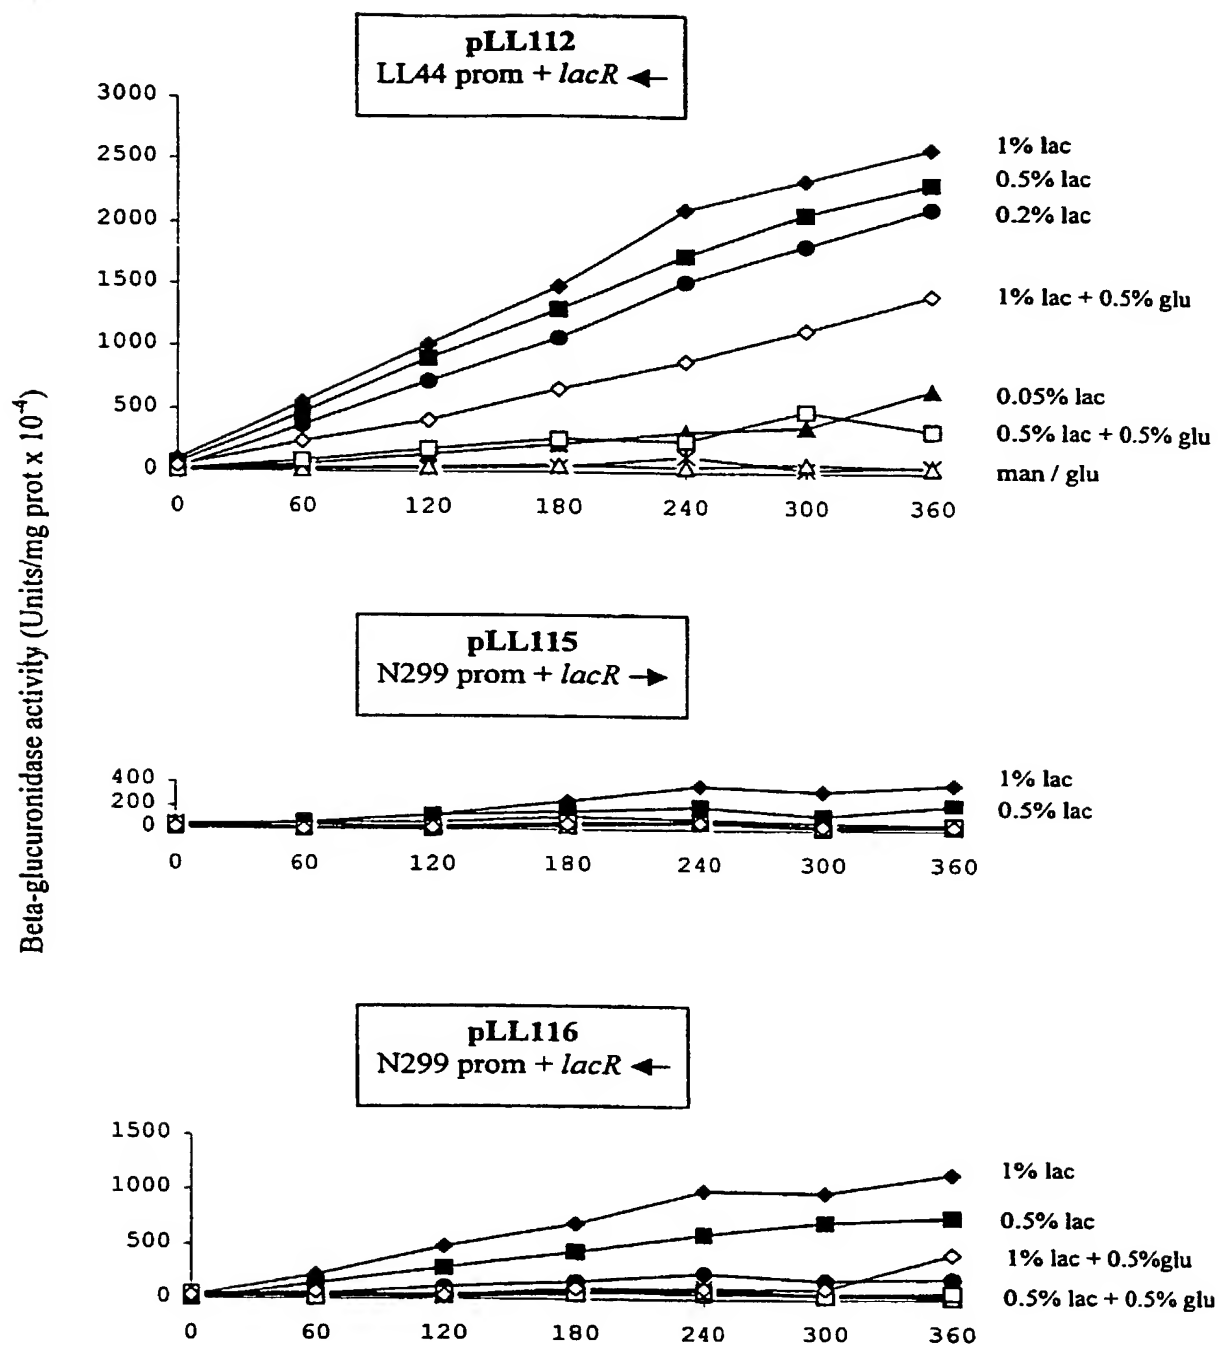 pLL112
LL44 prom + lacR ←
3000
2500
2000
1500
1000
500
0
0 60 120 180 240 300 360
1% lac
0.5% lac
0.2% lac
1% lac + 0.5% glu
0.05% lac
0.5% lac + 0.5% glu
man / glu
Beta-glucuronidase activity (Units/mg prot x 10-4)
pLL115
N299 prom + lacR →
400
200
0
0 60 120 180 240 300 360
1% lac
0.5% lac
pLL116
N299 prom + lacR ←
1500
1000
500
0
0 60 120 180 240 300 360
1% lac
0.5% lac
1% lac + 0.5%glu
0.5% lac + 0.5% glu